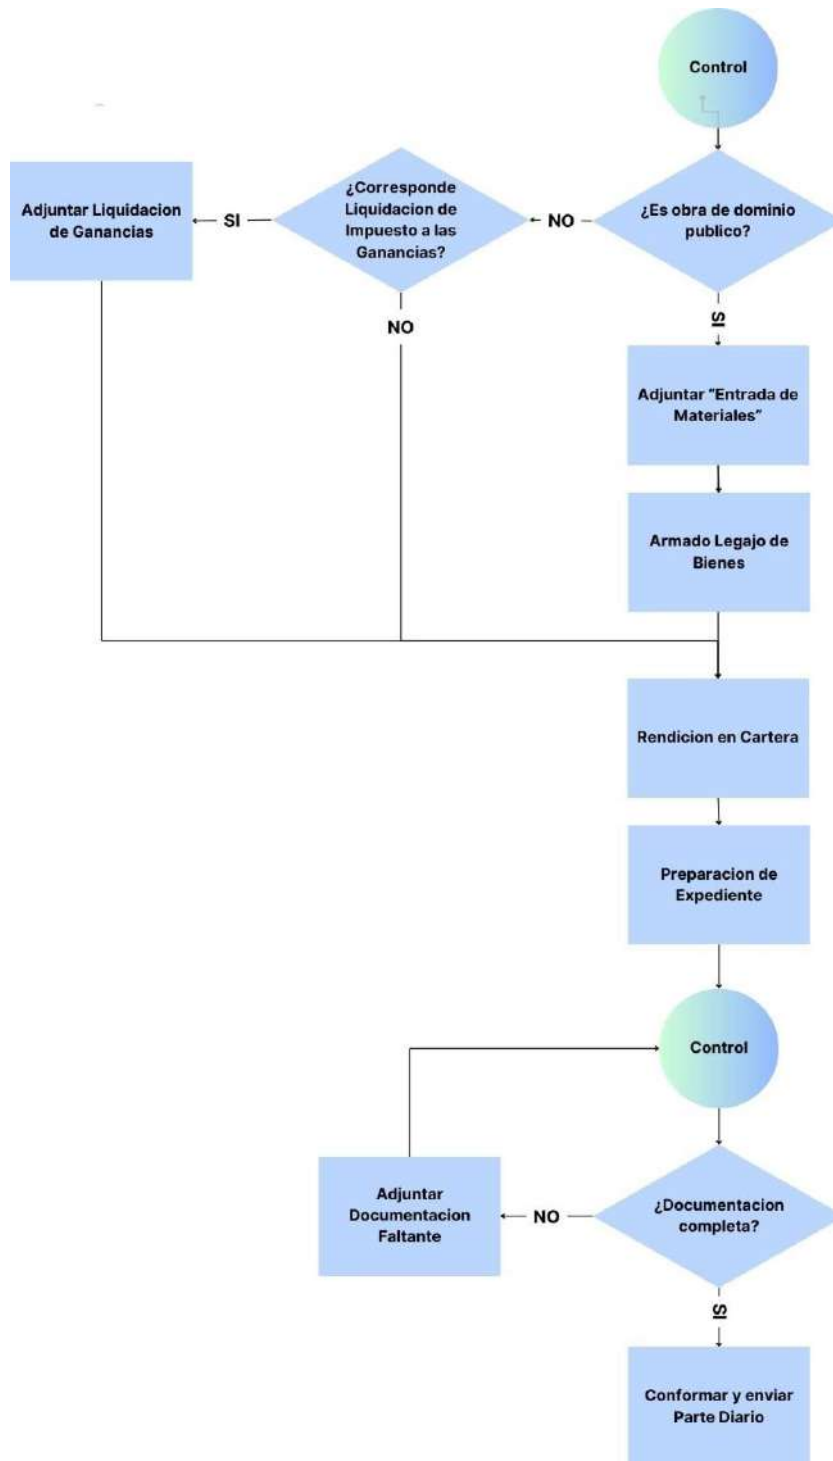 Control
¿Es obra de dominio
publico?
NO
¿Corresponde
Liquidacion de
Impuesto a las
Ganancias?
SI
Adjuntar Liquidacion
de Ganancias
NO
SI
Adjuntar “Entrada de
Materiales”
Armado Legajo de
Bienes
Rendicion en Cartera
Preparacion de
Expediente
Control
¿Documentacion
completa?
NO
Adjuntar
Documentacion
Faltante
SI
Conformar y enviar
Parte Diario